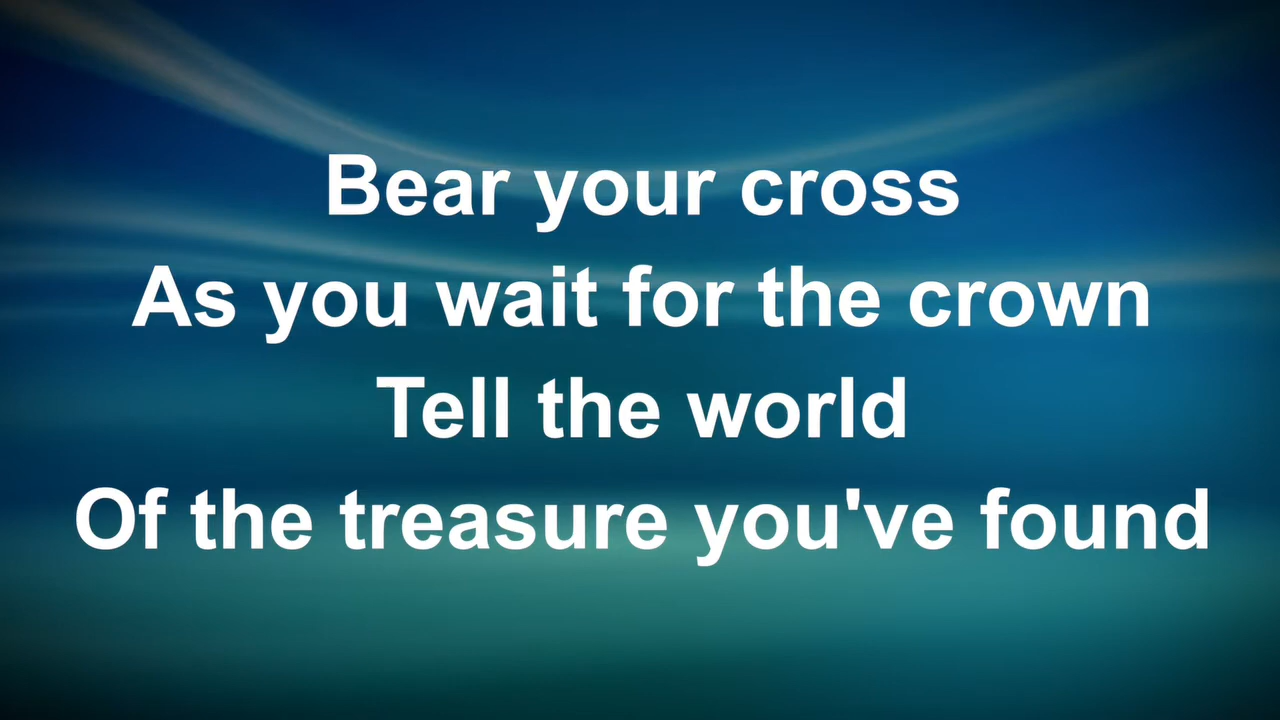 Bear your cross
As you wait for the crown
Tell the world
Of the treasure you've found